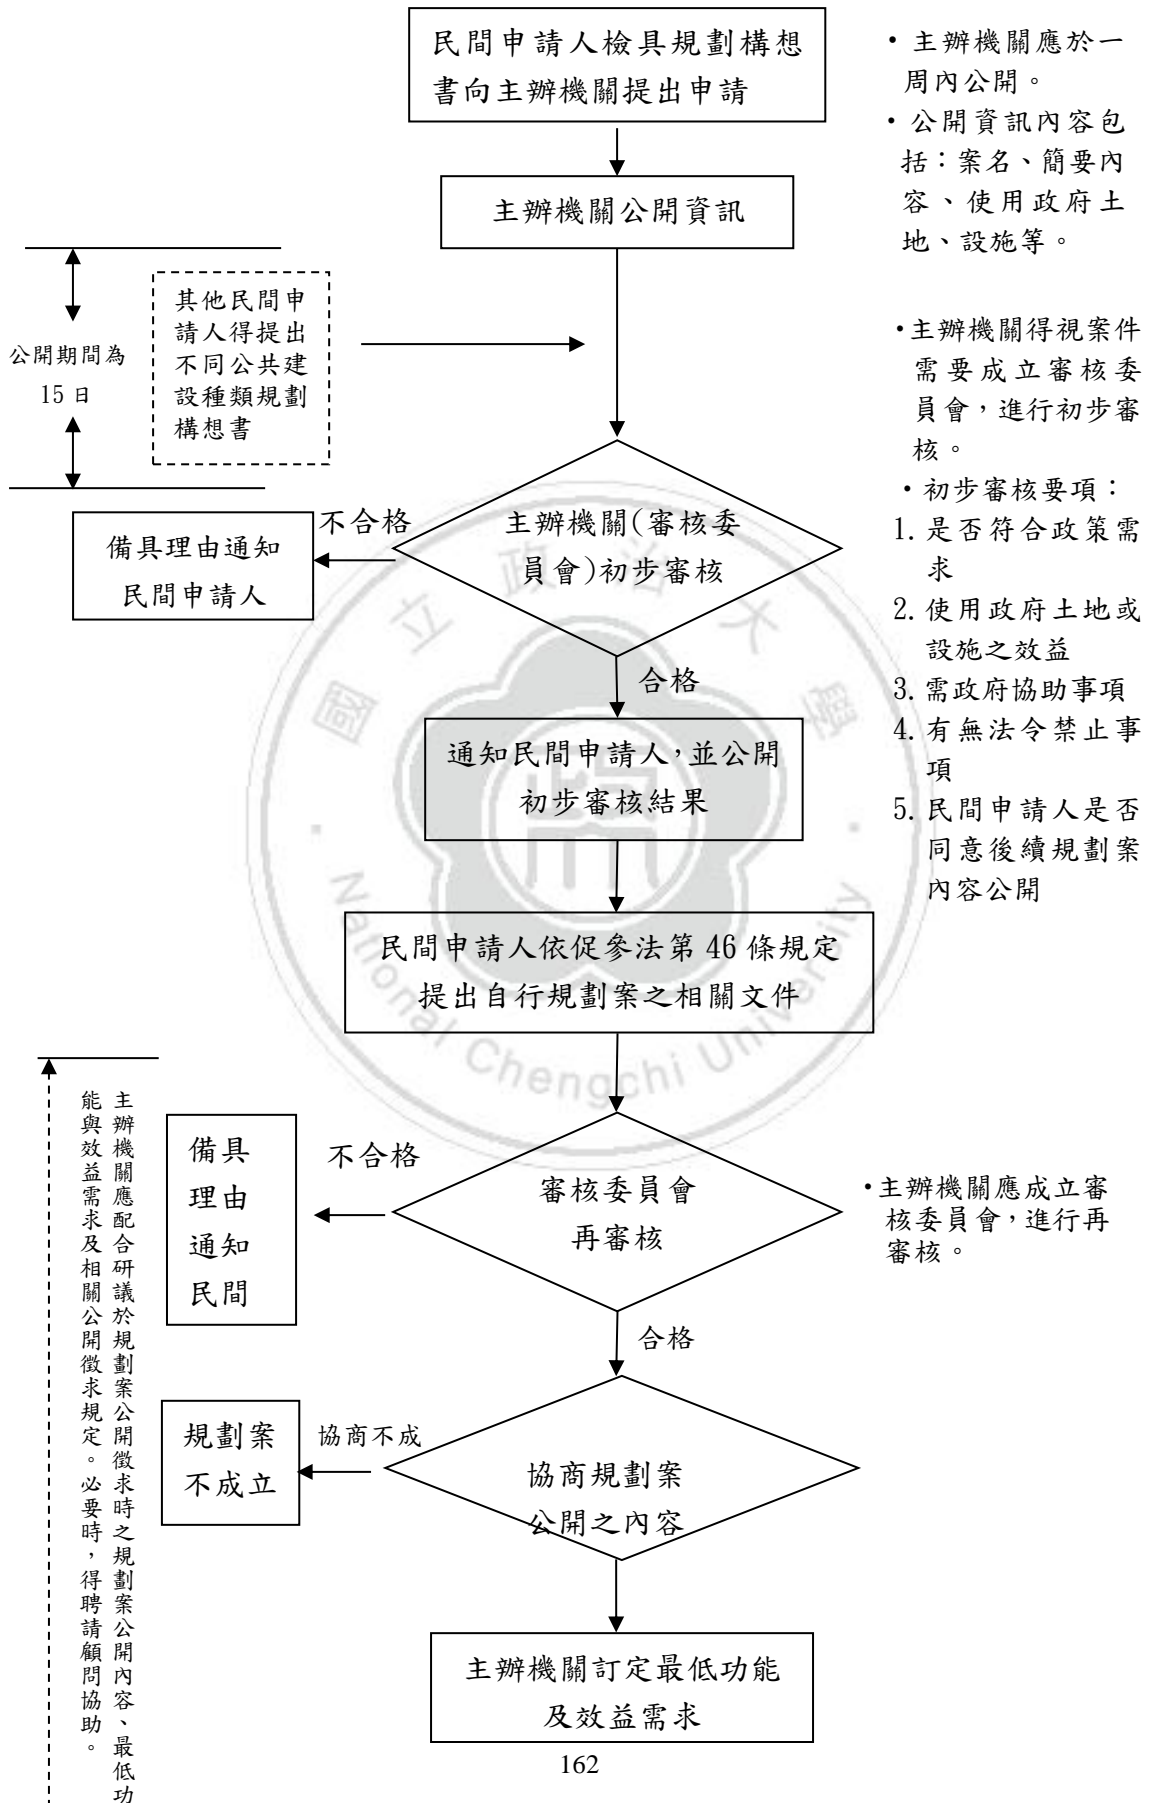 民間申請人檢具規劃構想
書向主辦機關提出申請
・主辦機關應於一
周內公開。
・公開資訊內容包
括：案名、簡要內
容、使用政府土
地、設施等。
主辦機關公開資訊
公開期間為
15日
其他民間申
請人得提出
不同公共建
設種類規劃
構想書
・主辦機關得視案件
需要成立審核委
員會，進行初步審
核。
・初步審核要項：
1. 是否符合政策需
求
2. 使用政府土地或
設施之效益
3. 需政府協助事項
4. 有無法令禁止事
項
5. 民間申請人是否
同意後續規劃案
內容公開
主辦機關(審核委
員會)初步審核
不合格
備具理由通知
民間申請人
合格
通知民間申請人，並公開
初步審核結果
民間申請人依促參法第 46 條規定
提出自行規劃案之相關文件
審核委員會
再審核
・主辦機關應成立審
核委員會，進行再
審核。
不合格
備具
理由
通知
民間
合格
協商規劃案
公開之內容
協商不成
規劃案
不成立
主辦機關訂定最低功能
及效益需求
主辦機關應配合研議於規劃案公開徵求時之規劃案公開內容、最低功
能與效益需求及相關公開徵求規定。必要時，得聘請顧問協助。
國立政治大學
National Chengchi University
162